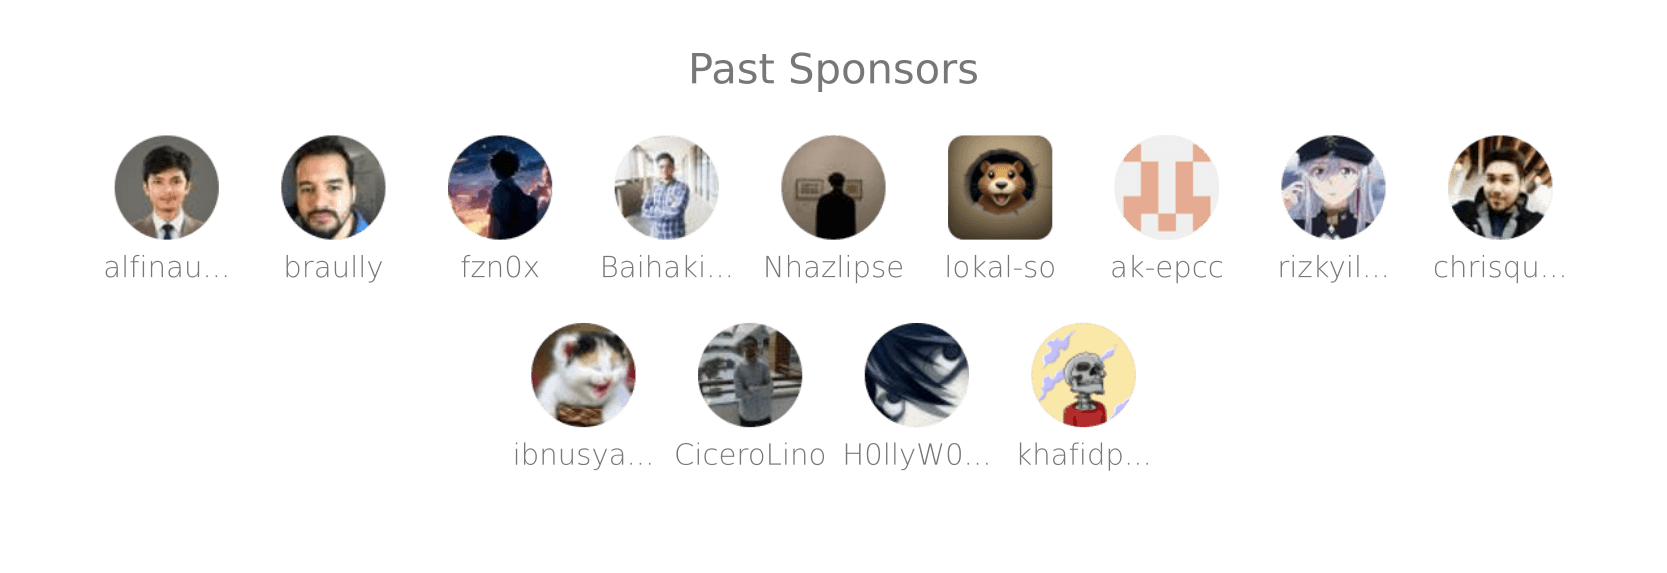 Past Sponsors
alfinau... braully fzn0x Baihaki... Nhazlipse lokal-so ak-epcc rizkyil... chrisqu...
ibnusya... CiceroLino H0llyW0... khafidp...